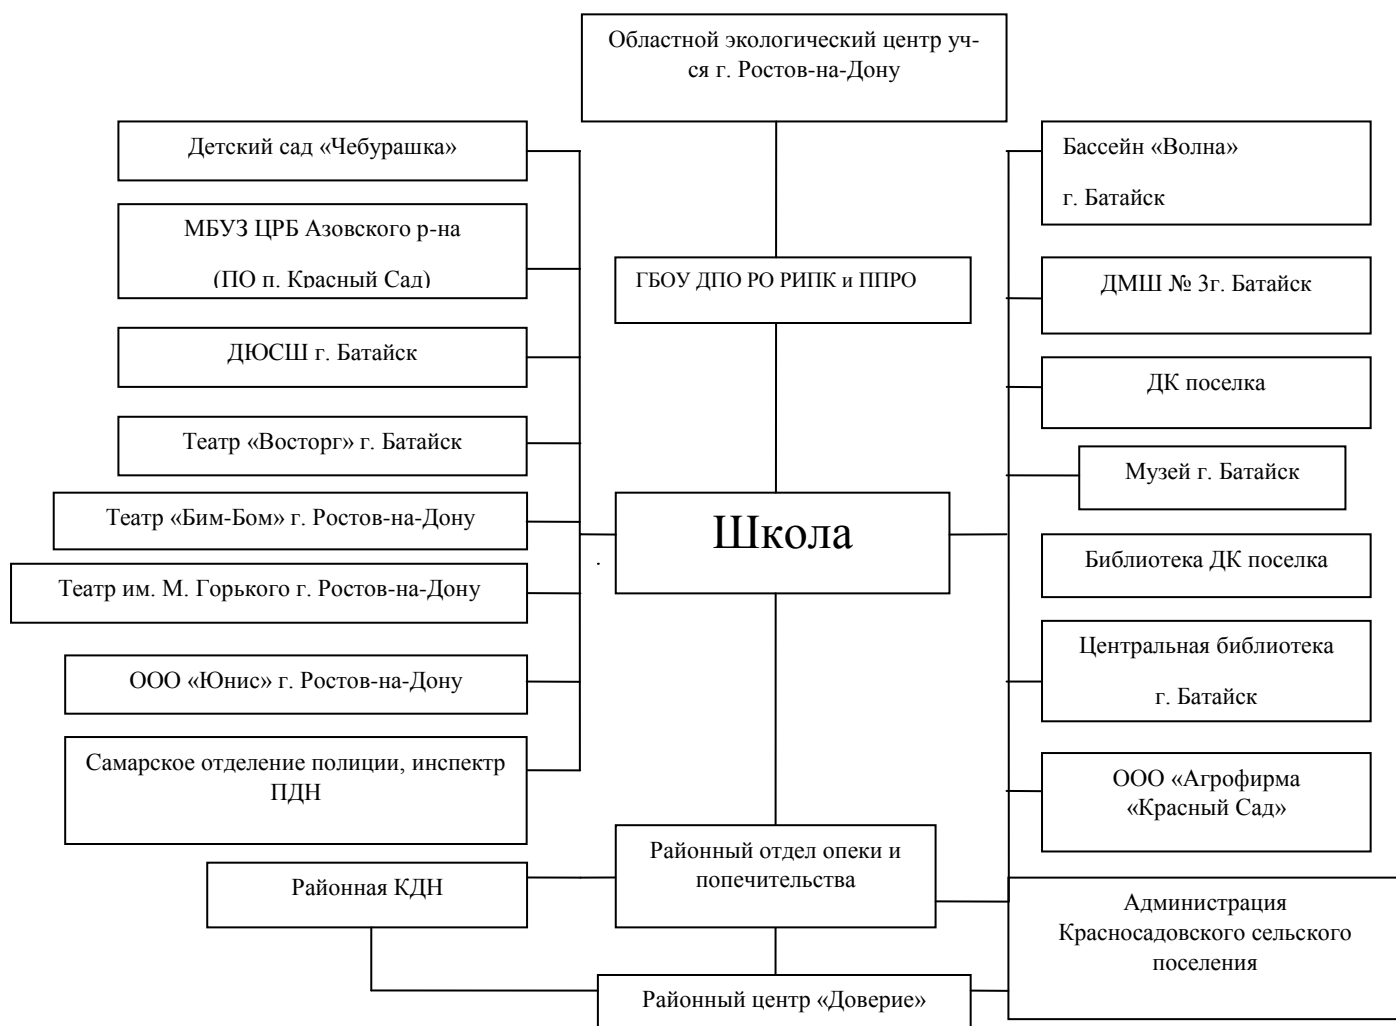 Областной экологический центр уч-
ся г. Ростов-на-Дону
Детский сад «Чебурашка»
Бассейн «Волна»
г. Батайск
МБУЗ ЦРБ Азовского р-на
(ПО п. Красный Сад)
ГБОУ ДПО РО РИПК и ППРО
ДМШ № 3г. Батайск
ДЮСШ г. Батайск
ДК поселка
Театр «Восторг» г. Батайск
Музей г. Батайск
Театр «Бим-Бом» г. Ростов-на-Дону
Школа
.
Библиотека ДК поселка
Театр им. М. Горького г. Ростов-на-Дону
ООО «Юнис» г. Ростов-на-Дону
Центральная библиотека
г. Батайск
Самарское отделение полиции, инспектр
ПДН
ООО «Агрофирма
«Красный Сад»
Районный отдел опеки и
попечительства
Районная КДН
Администрация
Красносадовского сельского
поселения
Районный центр «Доверие»